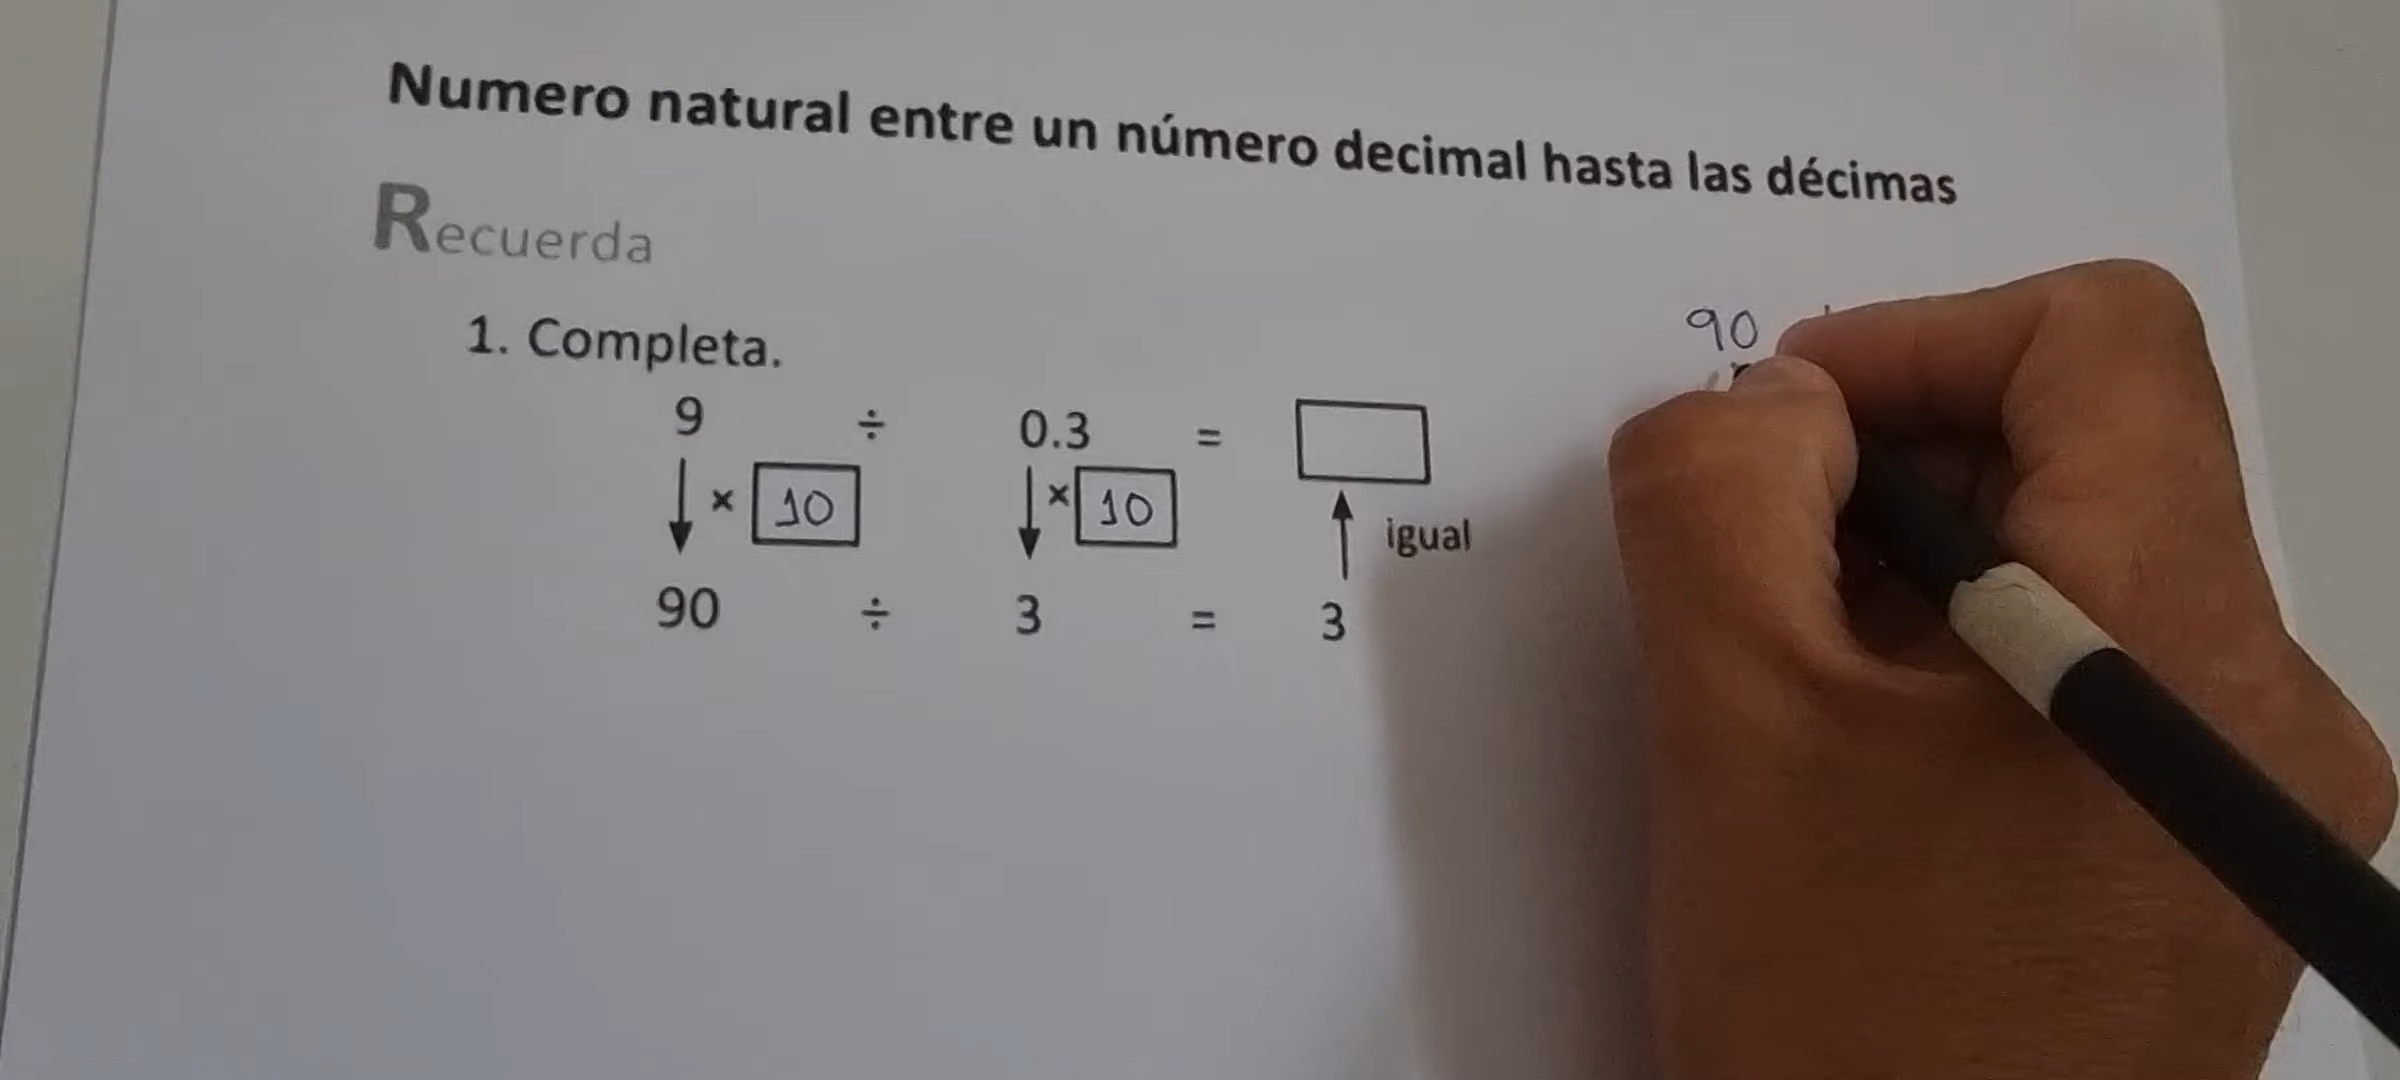 Numero natural entre un número decimal hasta las décimas
Recuerda
1. Completa.
90
9 ÷ 0.3 =
× 10 × 10 igual
90 ÷ 3 = 3